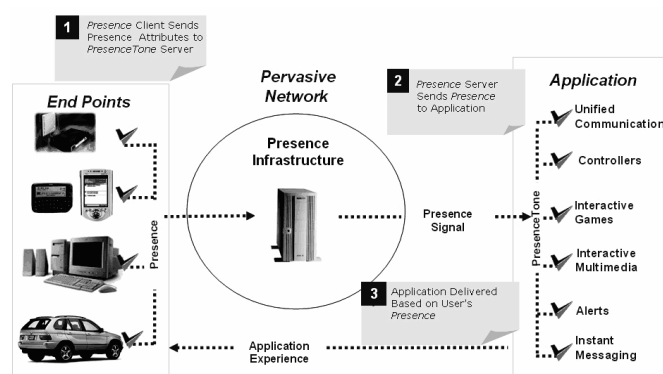 1
Presence Client Sends
Presence Attributes to
PresenceTone Server
End Points
Presence
Pervasive
Network
Presence
Infrastructure
2
Presence Server
Sends Presence
to Application
Presence
Signal
Application
PresenceTone
Unified
Communication
Controllers
Interactive
Games
Interactive
Multimedia
Alerts
Instant
Messaging
3
Application Delivered
Based on User's
Presence
Application
Experience